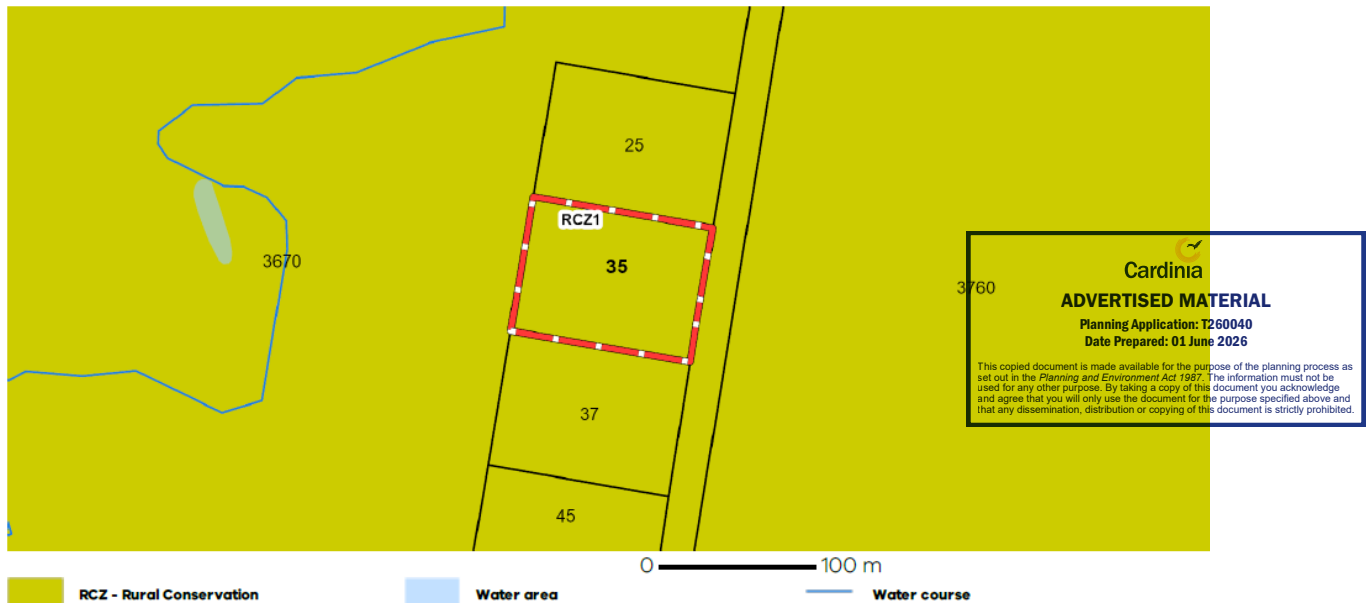 25
RCZ1
35
3670
3760
37
45
Cardinia
ADVERTISED MATERIAL
Planning Application: T260040
Date Prepared: 01 June 2026
This copied document is made available for the purpose of the planning process as
set out in the Planning and Environment Act 1987. The information must not be
used for any other purpose. By taking a copy of this document you acknowledge
and agree that you will only use the document for the purpose specified above and
that any dissemination, distribution or copying of this document is strictly prohibited.
0 100 m
RCZ - Rural Conservation
Water area
Water course